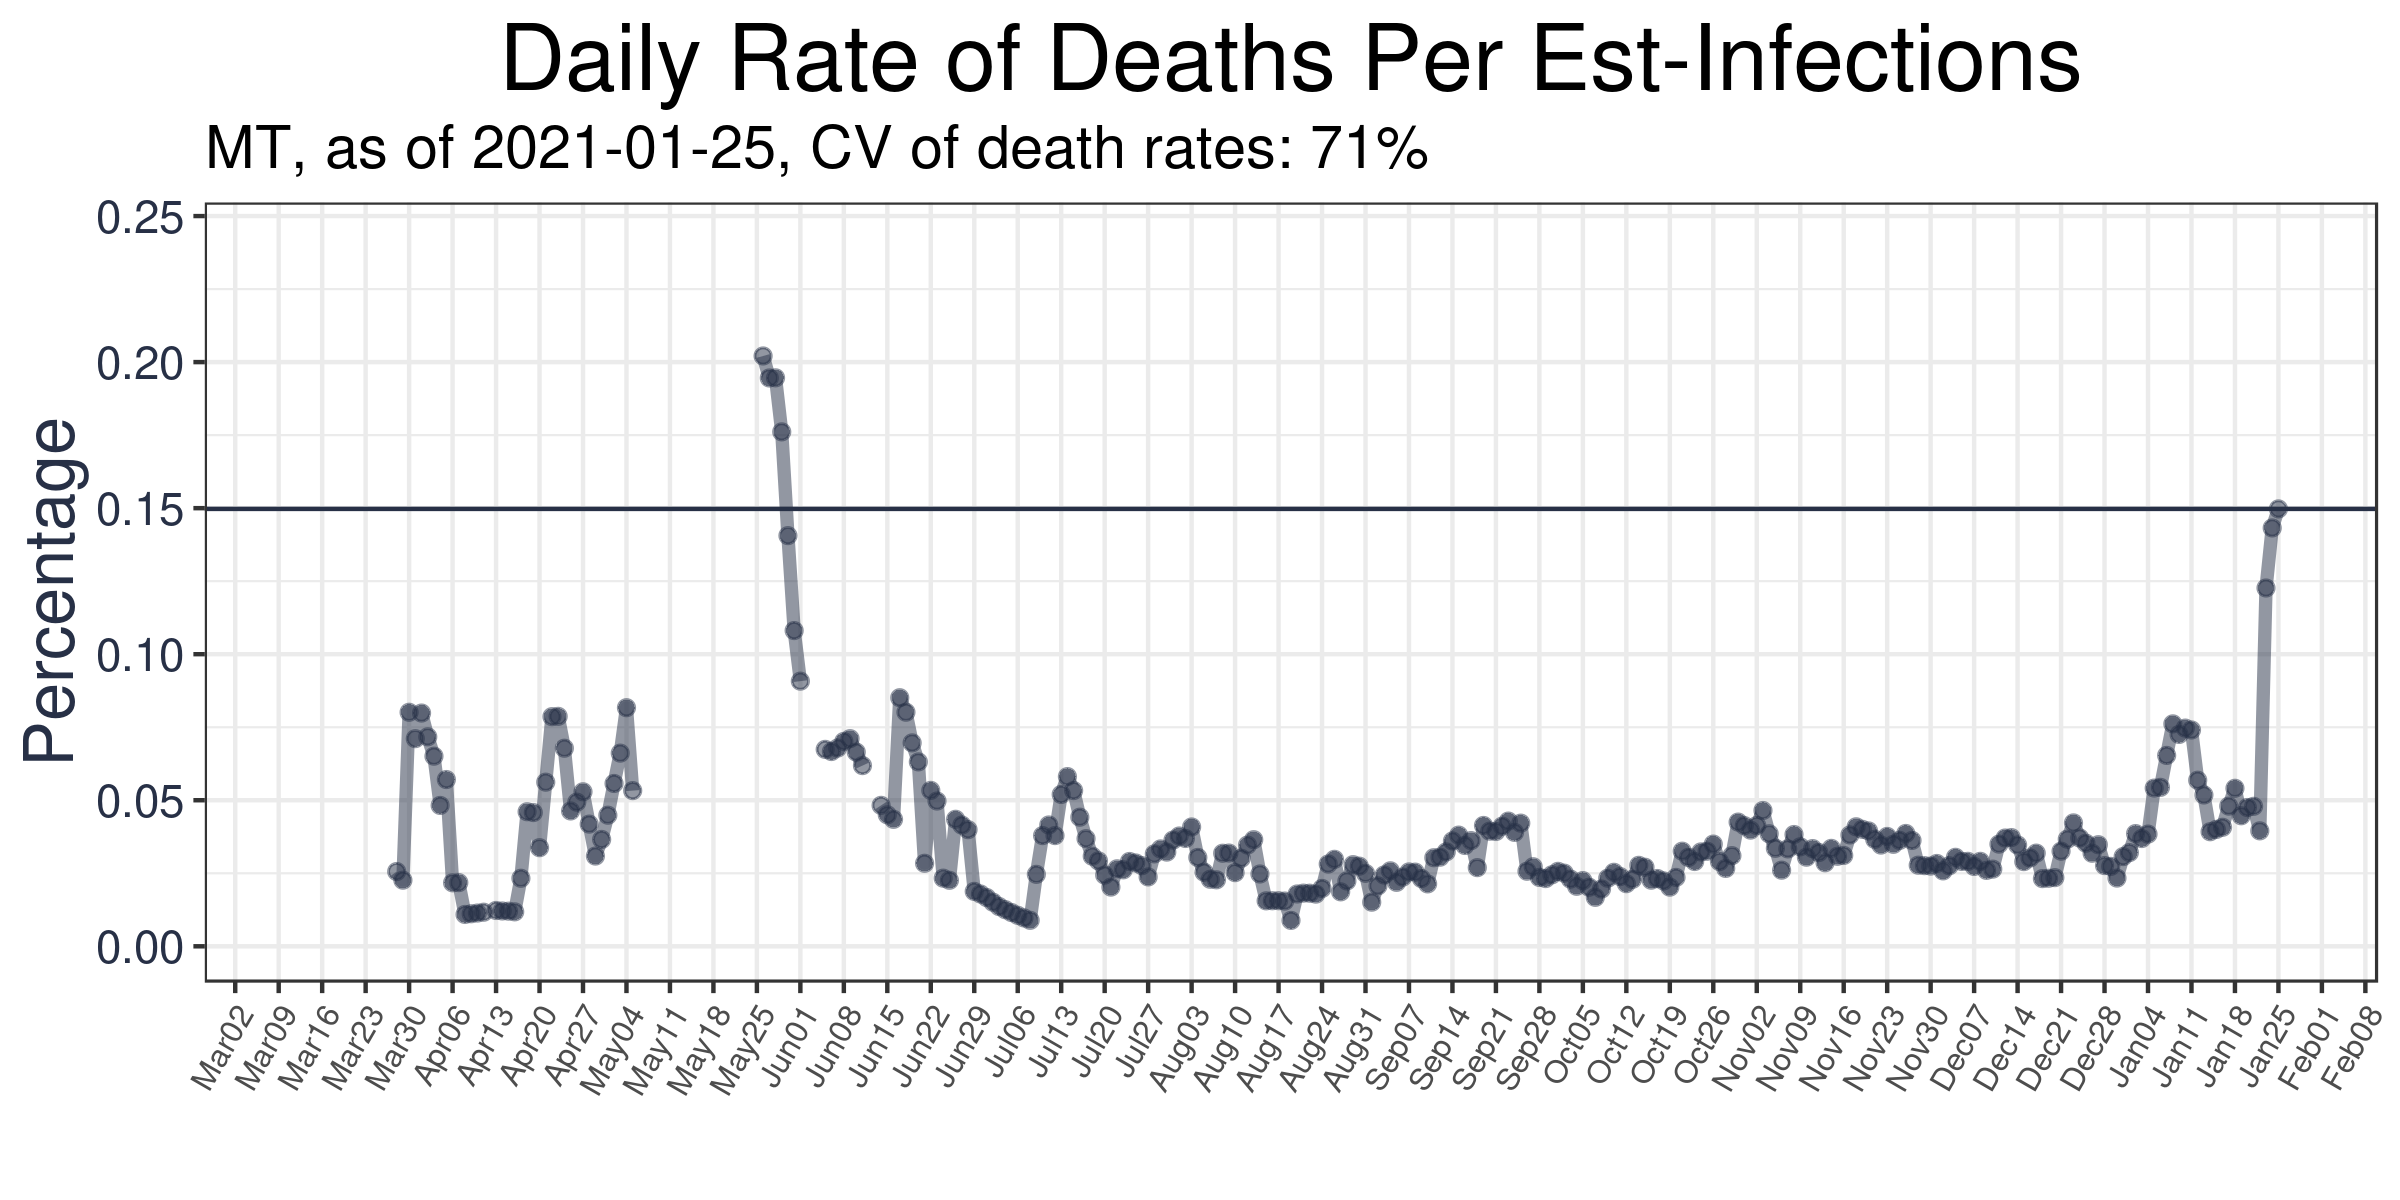 Daily Rate of Deaths Per Est-Infections
MT, as of 2021-01-25, CV of death rates: 71%
Percentage
0.25
0.20
0.15
0.10
0.05
0.00
Mar02
Mar09
Mar16
Mar23
Mar30
Apr06
Apr13
Apr20
Apr27
May04
May11
May18
May25
Jun01
Jun08
Jun15
Jun22
Jun29
Jul06
Jul13
Jul20
Jul27
Aug03
Aug10
Aug17
Aug24
Aug31
Sep07
Sep14
Sep21
Sep28
Oct05
Oct12
Oct19
Oct26
Nov02
Nov09
Nov16
Nov23
Nov30
Dec07
Dec14
Dec21
Dec28
Jan04
Jan11
Jan18
Jan25
Feb01
Feb08